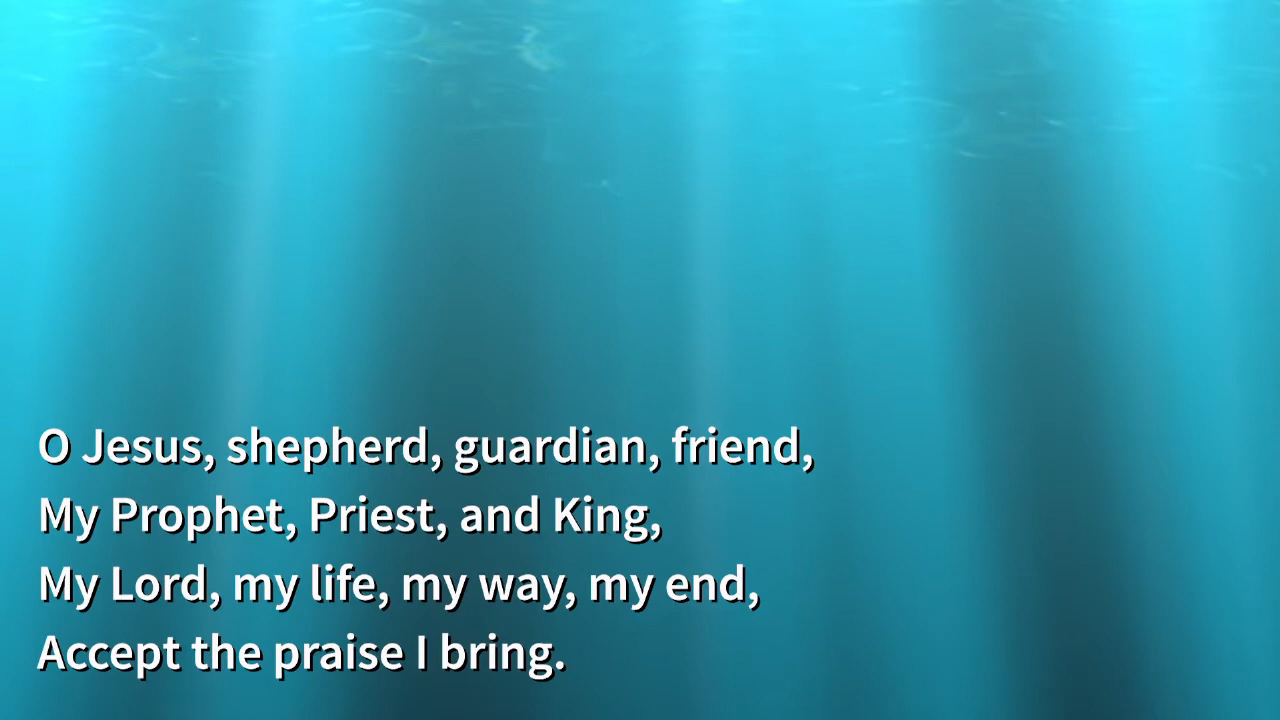 O Jesus, shepherd, guardian, friend,
My Prophet, Priest, and King,
My Lord, my life, my way, my end,
Accept the praise I bring.